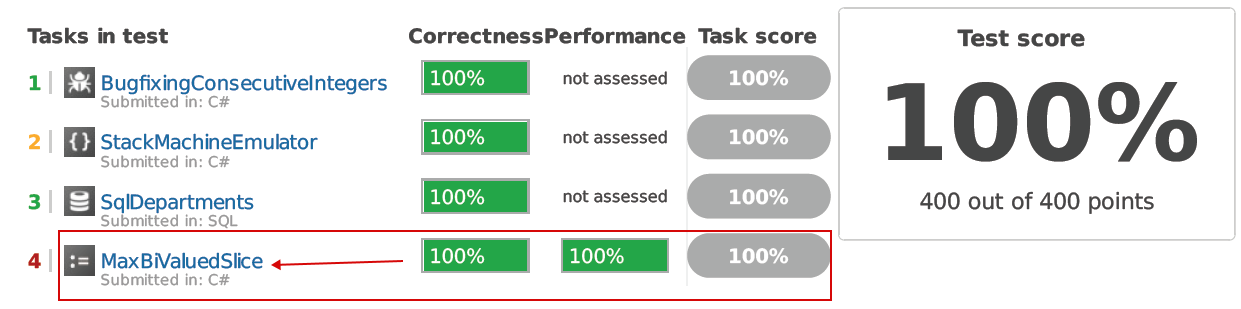 Tasks in test Correctness Performance Task score
1 BugfixingConsecutiveIntegers 100% not assessed 100%
Submitted in: C#
2 {} StackMachineEmulator 100% not assessed 100%
Submitted in: C#
3 SqlDepartments 100% not assessed 100%
Submitted in: SQL
4 := MaxBiValuedSlice 100% 100% 100%
Submitted in: C#
Test score
100%
400 out of 400 points